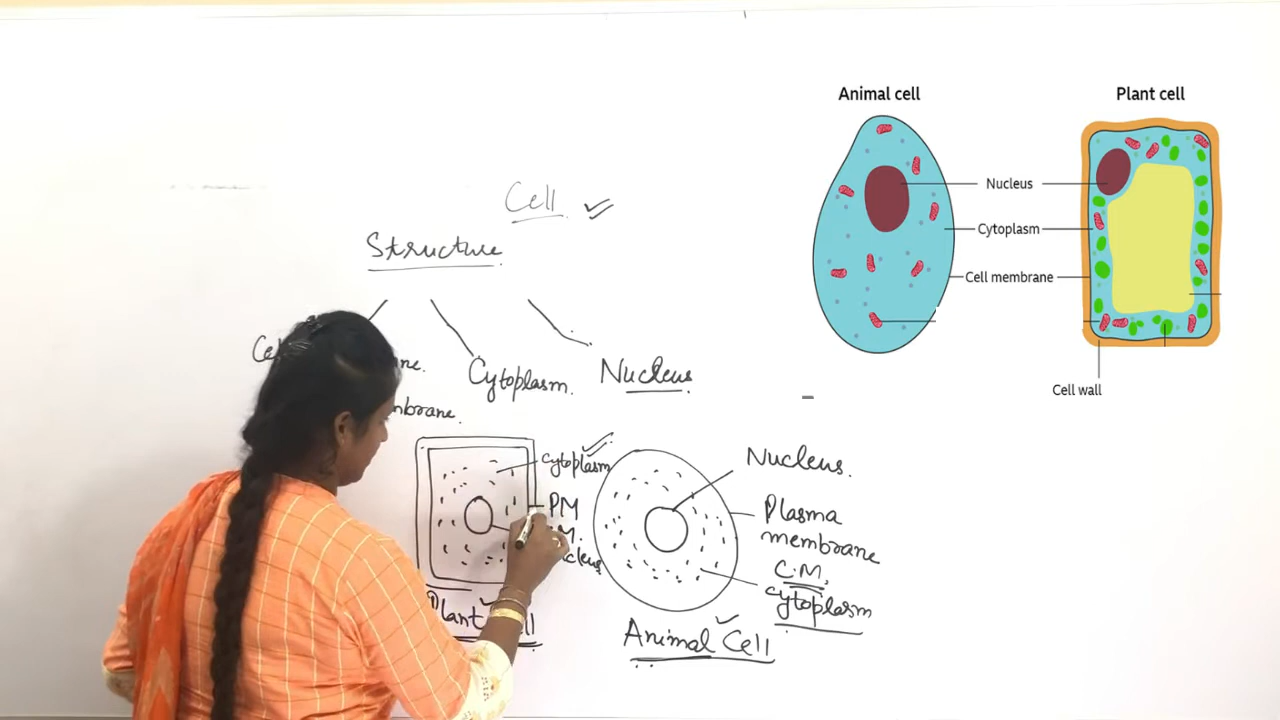 Animal cell
Plant cell
Nucleus
Cytoplasm
Cell membrane
Cell wall
Cell
Structure
Cytoplasm.
Nucleus
Cytoplasm
PM
Plant
Nucleus.
Plasma
membrane
C.M.
Cytoplasm
Animal Cell